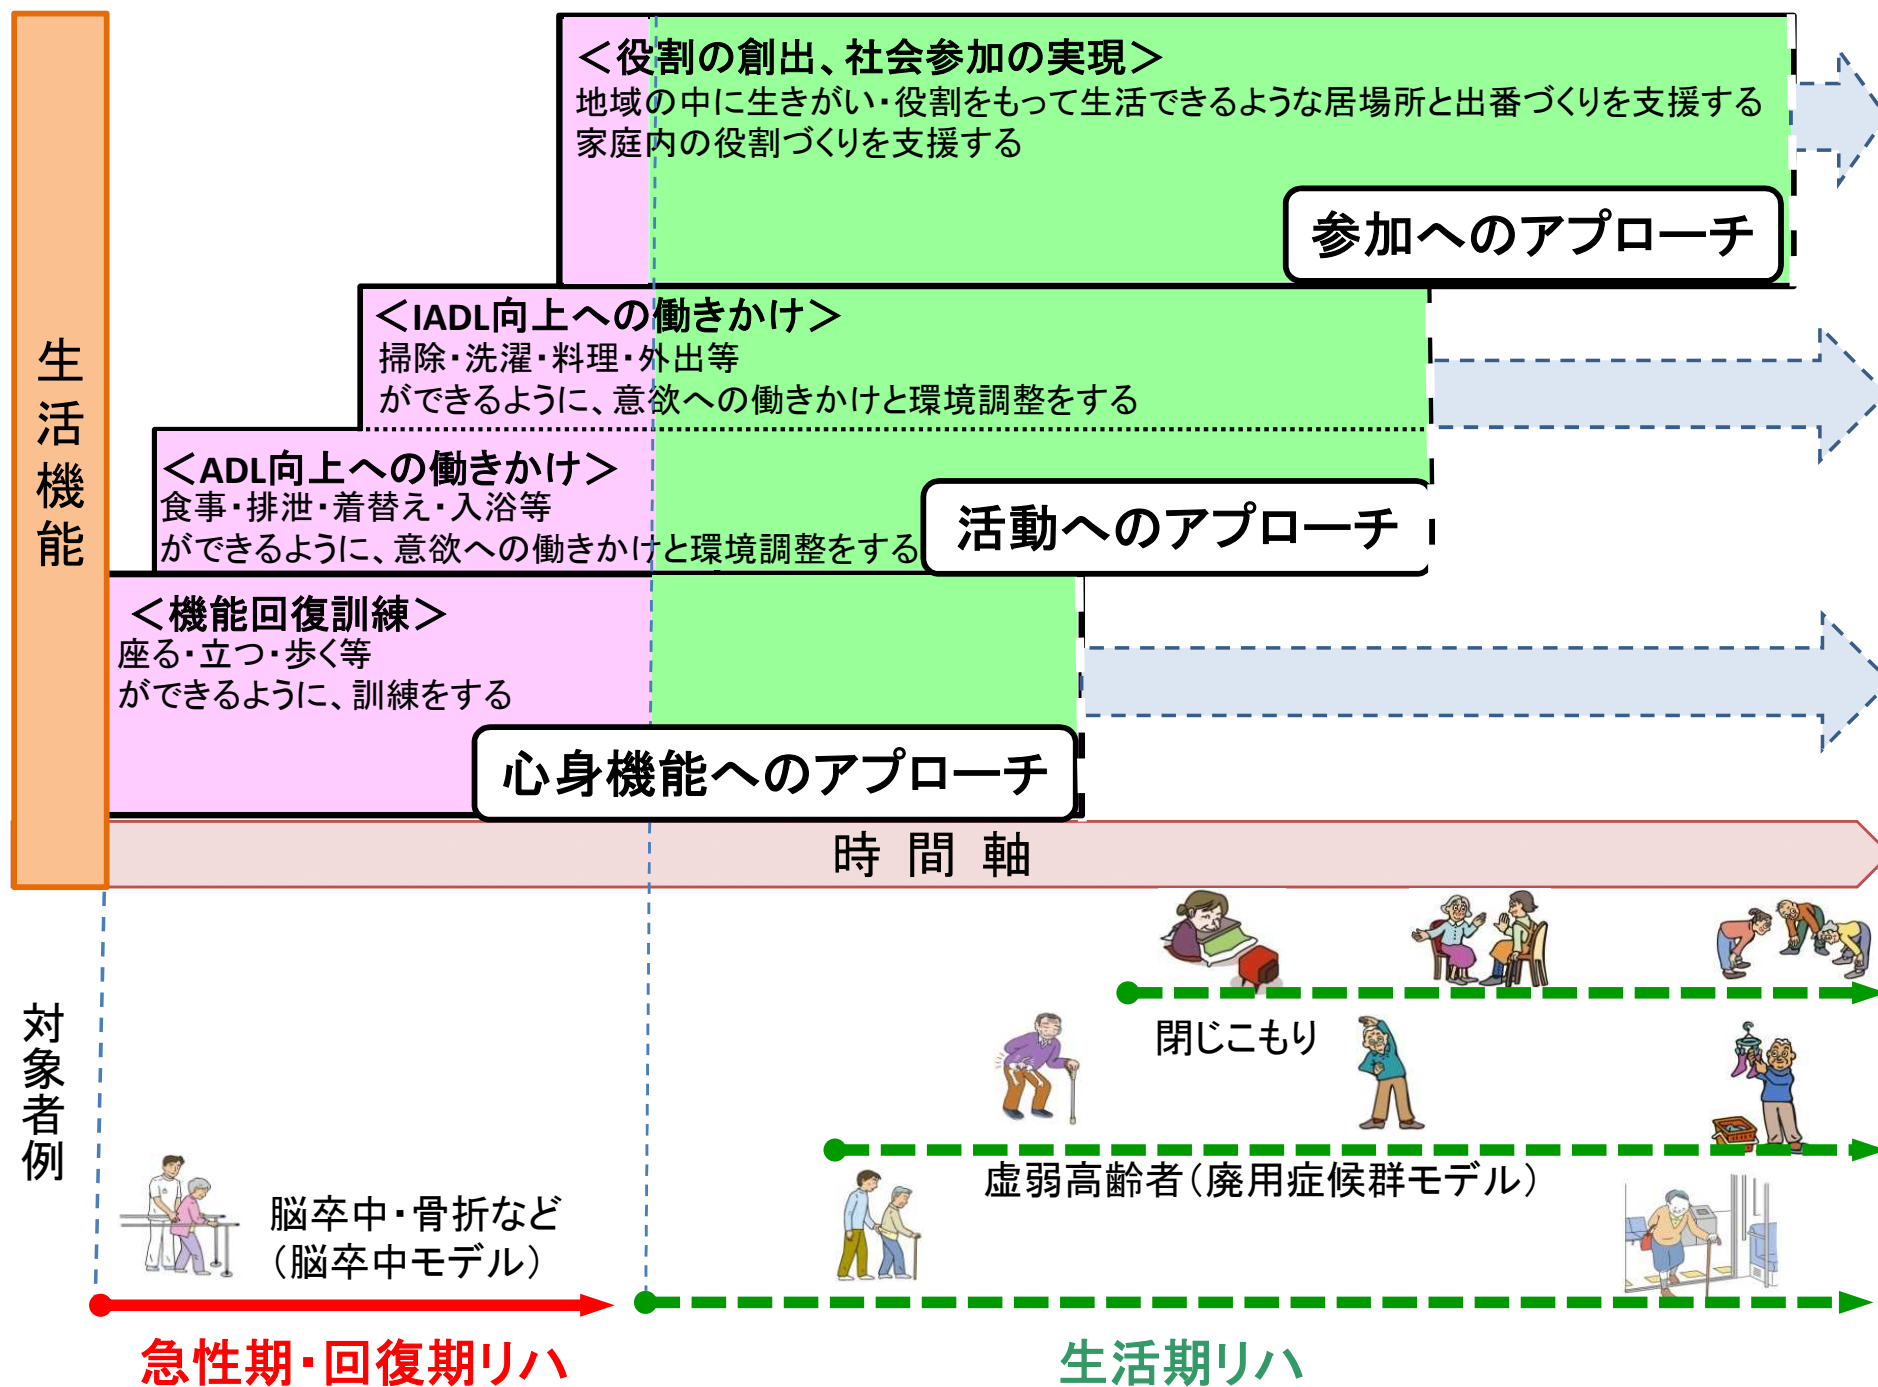 生活機能
＜役割の創出、社会参加の実現＞
地域の中に生きがい・役割をもって生活できるような居場所と出番づくりを支援する
家庭内の役割づくりを支援する
参加へのアプローチ
＜IADL向上への働きかけ＞
掃除・洗濯・料理・外出等
ができるように、意欲への働きかけと環境調整をする
＜ADL向上への働きかけ＞
食事・排泄・着替え・入浴等
ができるように、意欲への働きかけと環境調整をする
活動へのアプローチ
＜機能回復訓練＞
座る・立つ・歩く等
ができるように、訓練をする
心身機能へのアプローチ
時間軸
対象者例
閉じこもり
虚弱高齢者（廃用症候群モデル）
脳卒中・骨折など
（脳卒中モデル）
急性期・回復期リハ
生活期リハ